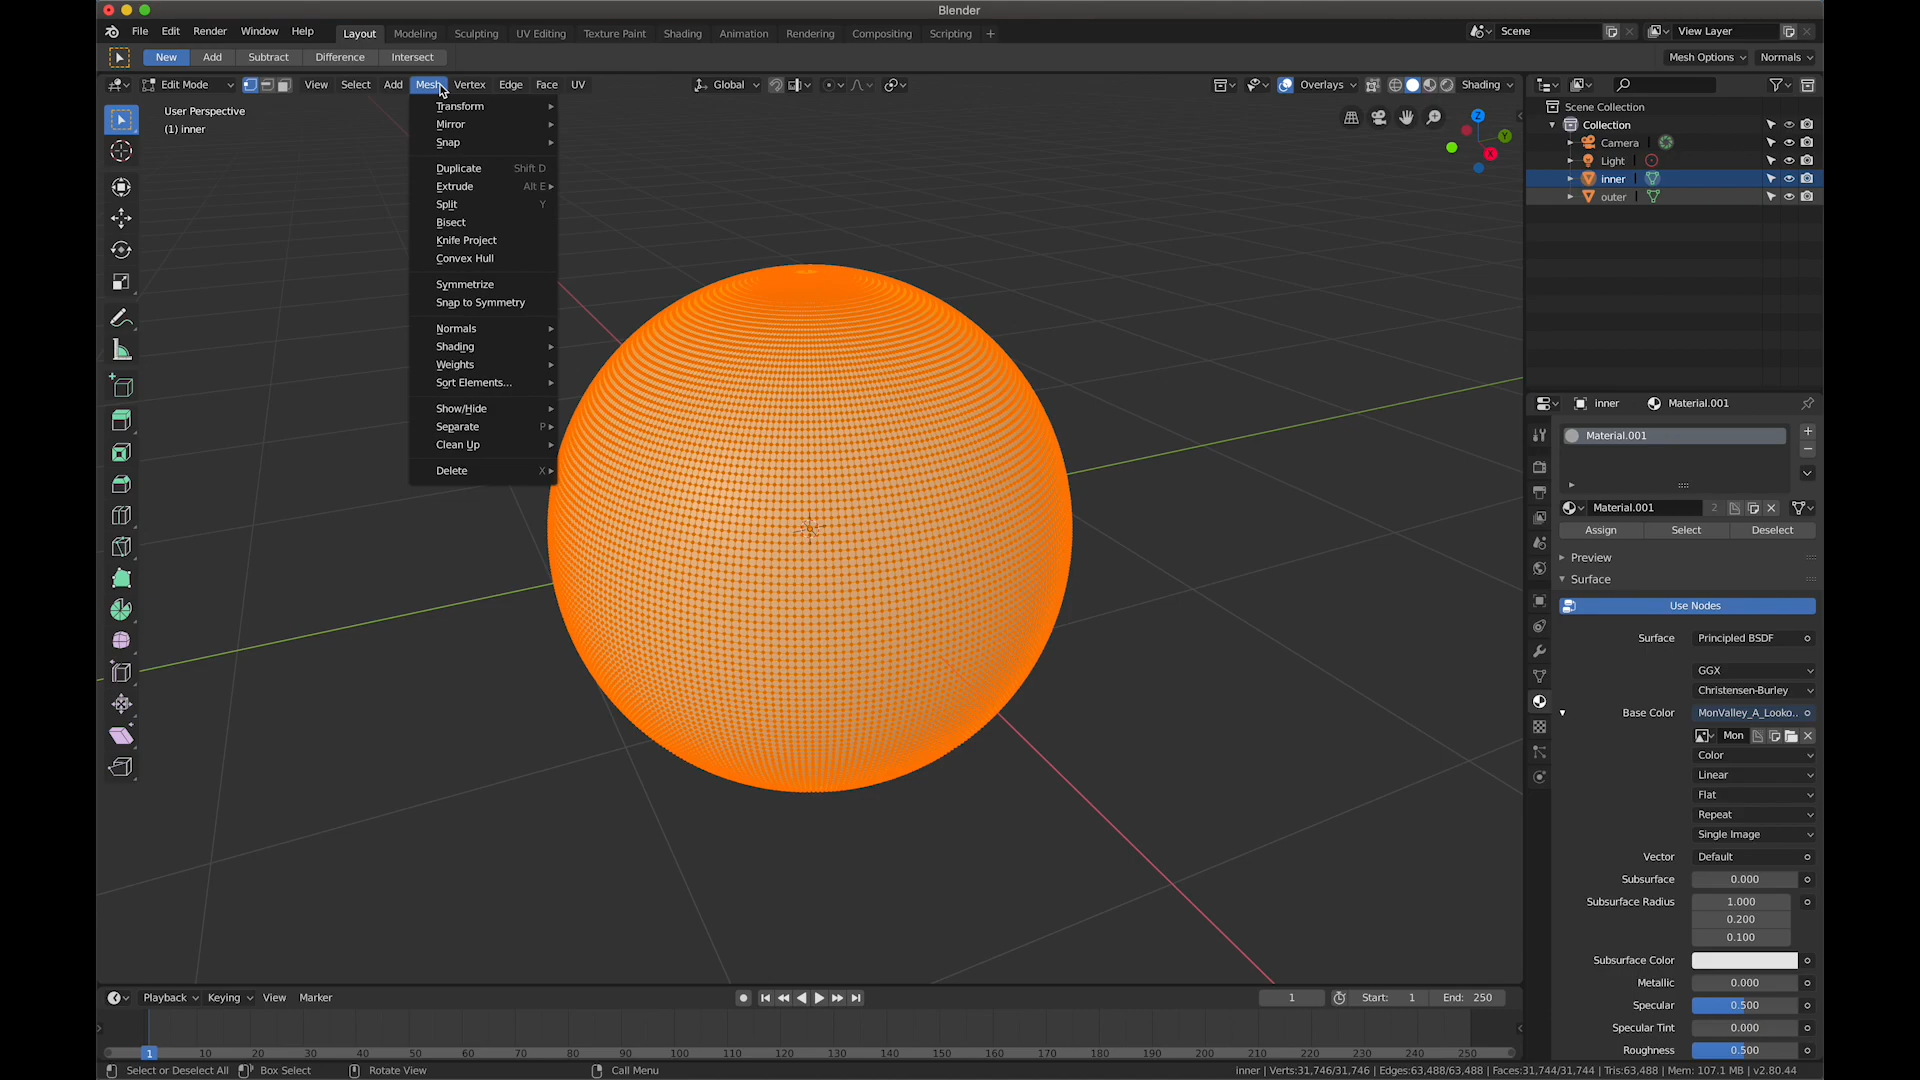 Blender
File Edit Render Window Help Layout Modeling Sculpting UV Editing Texture Paint Shading Animation Rendering Compositing Scripting + Scene View Layer
New Add Subtract Difference Intersect Mesh Options Normals
Edit Mode View Select Add Mesh Vertex Edge Face UV Global Overlays Shading
User Perspective
(1) inner
Transform
Mirror
Snap
Duplicate Shift D
Extrude Alt E
Split Y
Bisect
Knife Project
Convex Hull
Symmetrize
Snap to Symmetry
Normals
Shading
Weights
Sort Elements...
Show/Hide
Separate P
Clean Up
Delete X
Z
Y
X
Scene Collection
Collection
Camera
Light
inner
outer
inner Material.001
Material.001
Material.001 2
Assign Select Deselect
Preview
Surface
Use Nodes
Surface Principled BSDF
GGX
Christensen-Burley
Base Color MonValley_A_Looko..
Mon
Color
Linear
Flat
Repeat
Single Image
Vector Default
Subsurface 0.000
Subsurface Radius 1.000
0.200
0.100
Subsurface Color
Metallic 0.000
Specular 0.500
Specular Tint 0.000
Roughness 0.500
Playback Keying View Marker 1 Start: 1 End: 250
1 10 20 30 40 50 60 70 80 90 100 110 120 130 140 150 160 170 180 190 200 210 220 230 240 250
Select or Deselect All Box Select Rotate View Call Menu inner | Verts:31,746/31,746 | Edges:63,488/63,488 | Faces:31,744/31,744 | Tris:63,488 | Mem: 107.1 MB | v2.80.44